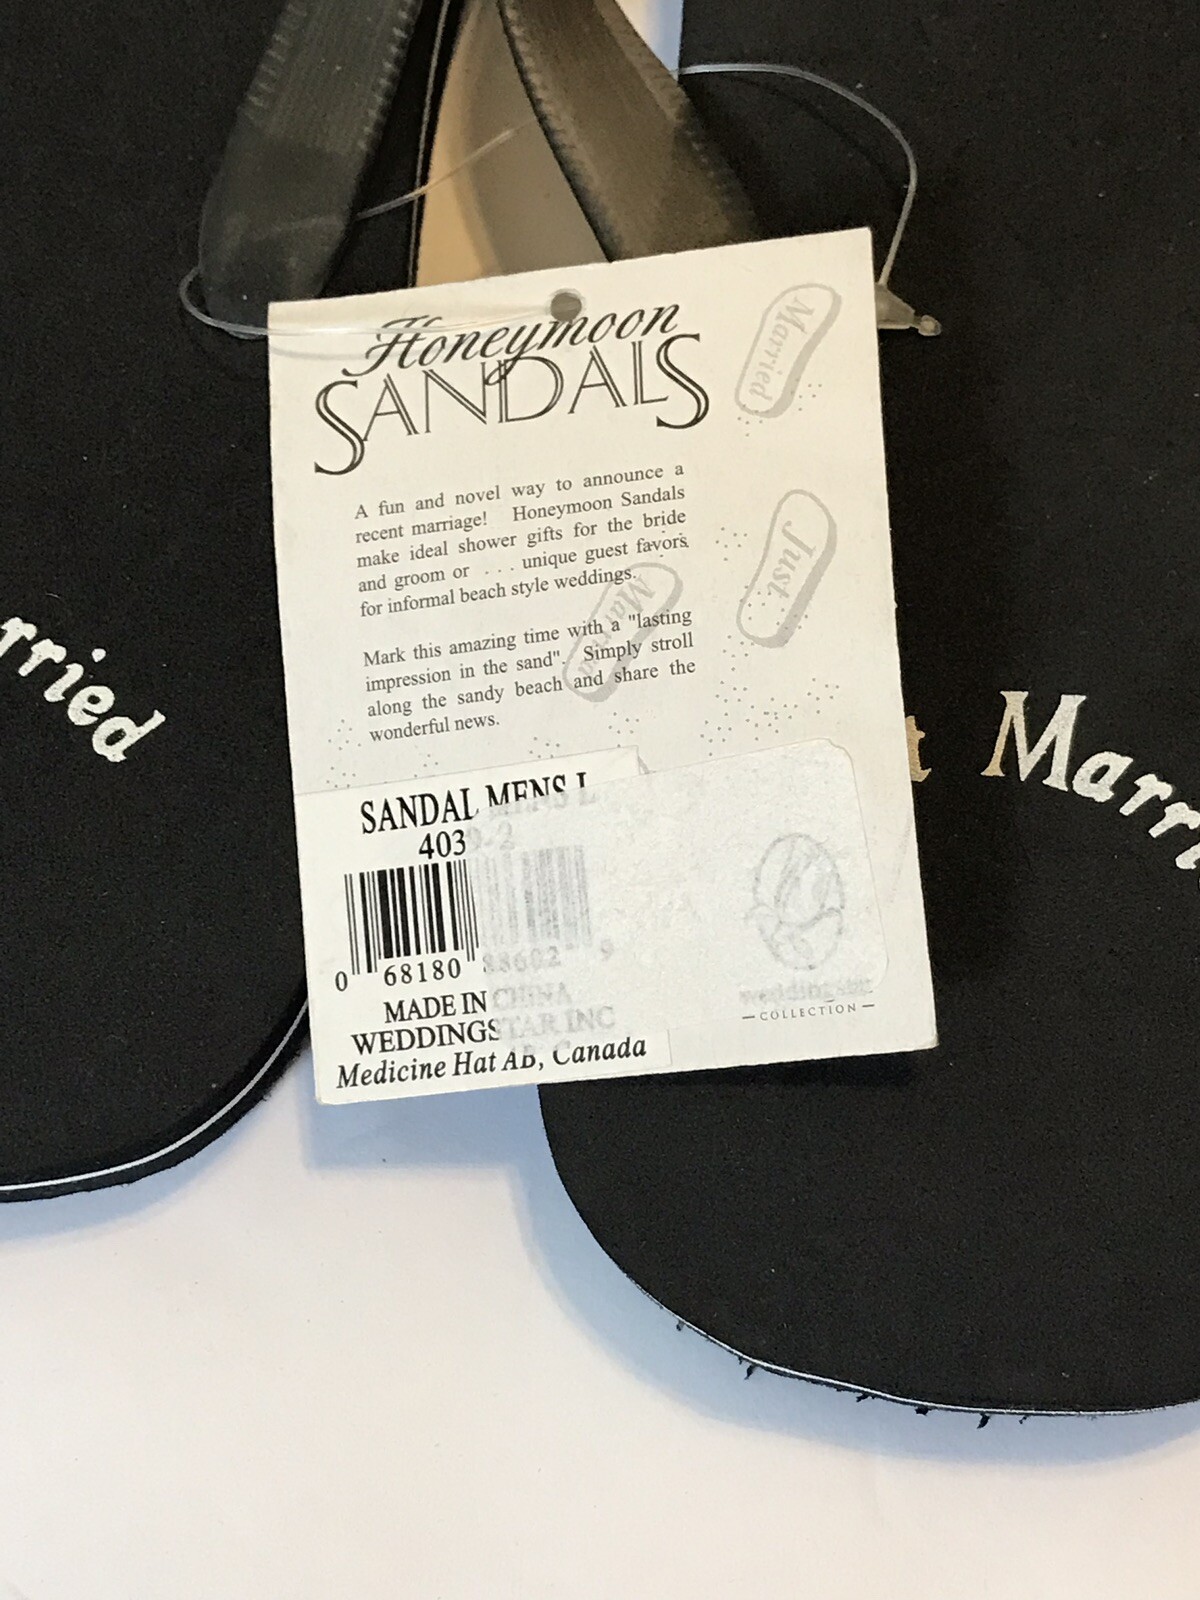 Honeymoon
SANDALS
Married
A fun and novel way to announce a
recent marriage! Honeymoon Sandals
make ideal shower gifts for the bride
and groom or . . . unique guest favors
for informal beach style weddings.
Just
Married
Mark this amazing time with a "lasting
impression in the sand". Simply stroll
along the sandy beach and share the
wonderful news.
rried
t Marri
SANDAL MENS L
403
0 68180 88602 9
MADE IN CHINA
WEDDINGSTAR INC
Medicine Hat AB, Canada
weddingstar
—COLLECTION—